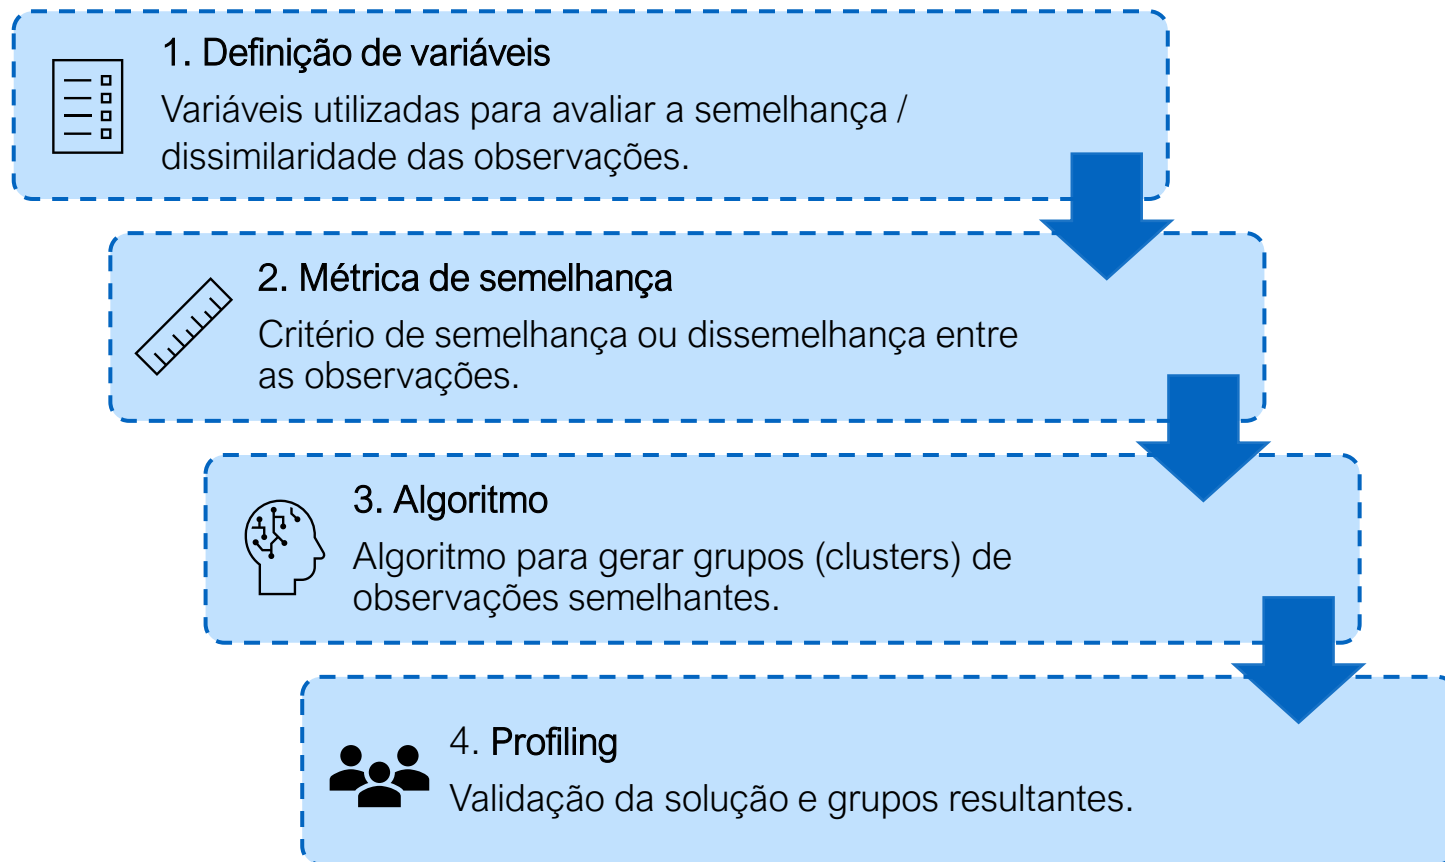 1. Definição de variáveis
Variáveis utilizadas para avaliar a semelhança /
dissimilaridade das observações.
2. Métrica de semelhança
Critério de semelhança ou dissemelhança entre
as observações.
3. Algoritmo
Algoritmo para gerar grupos (clusters) de
observações semelhantes.
4. Profiling
Validação da solução e grupos resultantes.